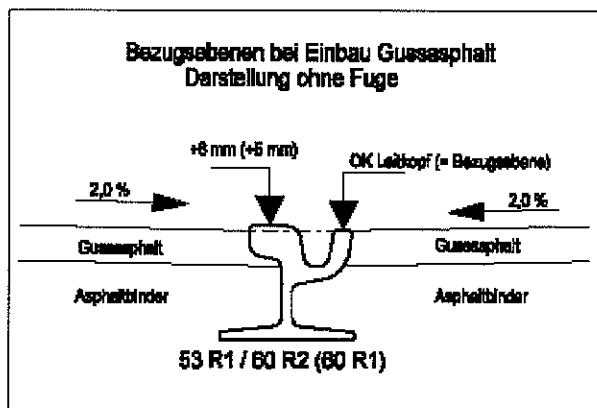 Bezugsebenen bei Einbau Gussasphalt
Darstellung ohne Fuge
+6 mm (+5 mm)
OK Leitkopf (= Bezugsebene)
2,0 %
2,0 %
Gussasphalt
Gussasphalt
Asphaltbinder
Asphaltbinder
53 R1 / 60 R2 (60 R1)